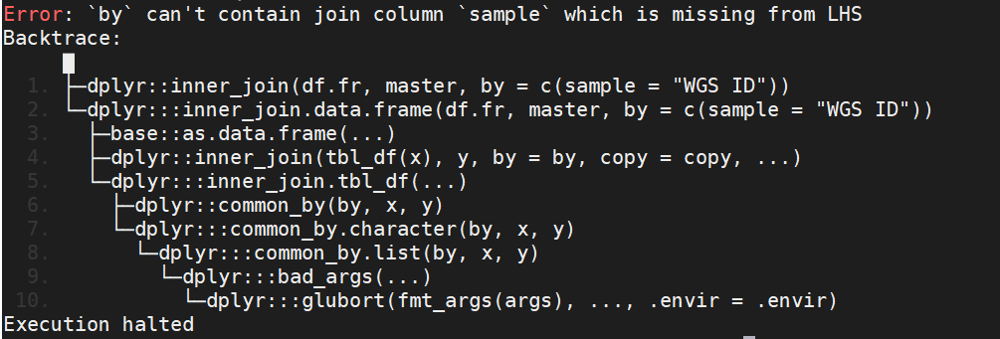 Error: `by` can't contain join column `sample` which is missing from LHS
Backtrace:
1. ├─dplyr::inner_join(df.fr, master, by = c(sample = "WGS ID"))
2. └─dplyr:::inner_join.data.frame(df.fr, master, by = c(sample = "WGS ID"))
3. ├─base::as.data.frame(...)
4. ├─dplyr::inner_join(tbl_df(x), y, by = by, copy = copy, ...)
5. └─dplyr:::inner_join.tbl_df(...)
6. ├─dplyr::common_by(by, x, y)
7. └─dplyr:::common_by.character(by, x, y)
8. └─dplyr:::common_by.list(by, x, y)
9. └─dplyr:::bad_args(...)
10. └─dplyr:::glubort(fmt_args(args), ..., .envir = .envir)
Execution halted